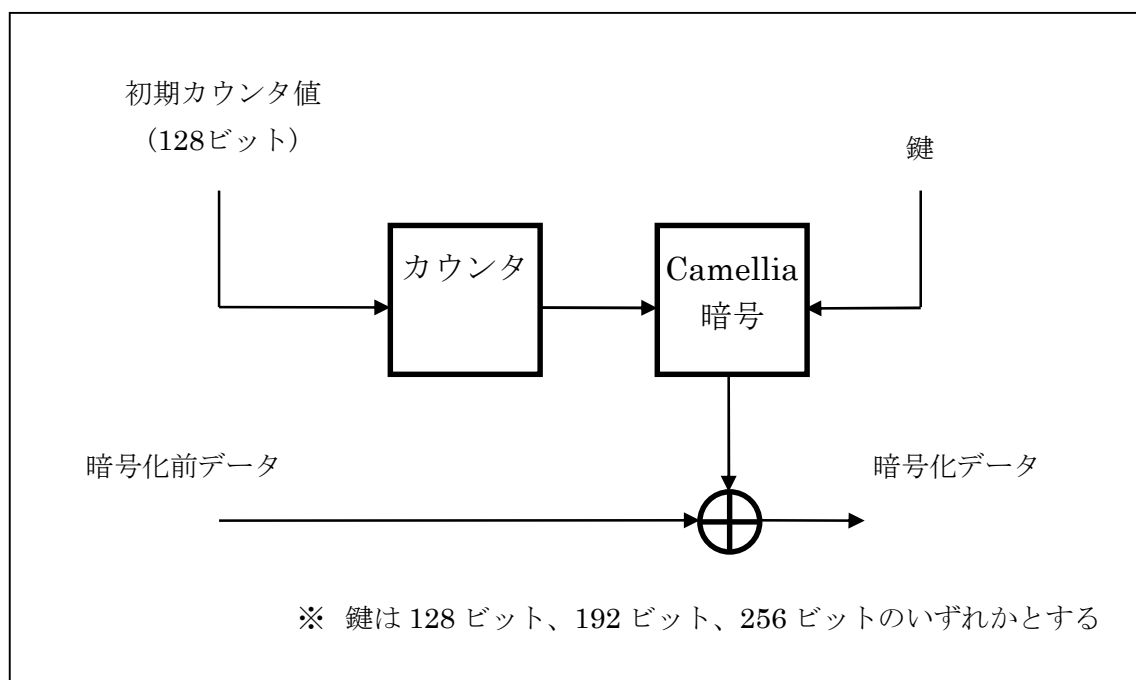 初期カウンタ値
（128ビット）
鍵
カウンタ
Camellia
暗号
暗号化前データ
暗号化データ
※ 鍵は 128 ビット、192 ビット、256 ビットのいずれかとする